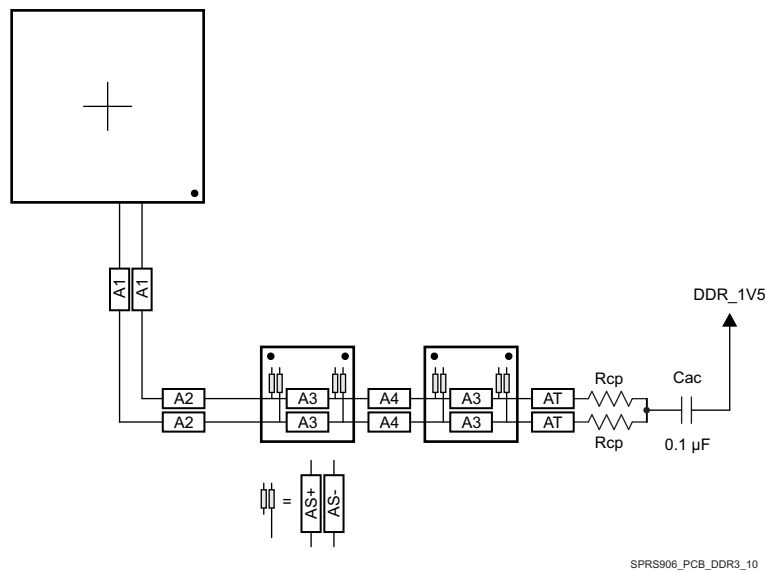 A1 A1
DDR_1V5
A2 A3 A4 A3 AT Rcp Cac
A2 A3 A4 A3 AT Rcp 0.1 µF
= AS+ AS-
SPRS906_PCB_DDR3_10